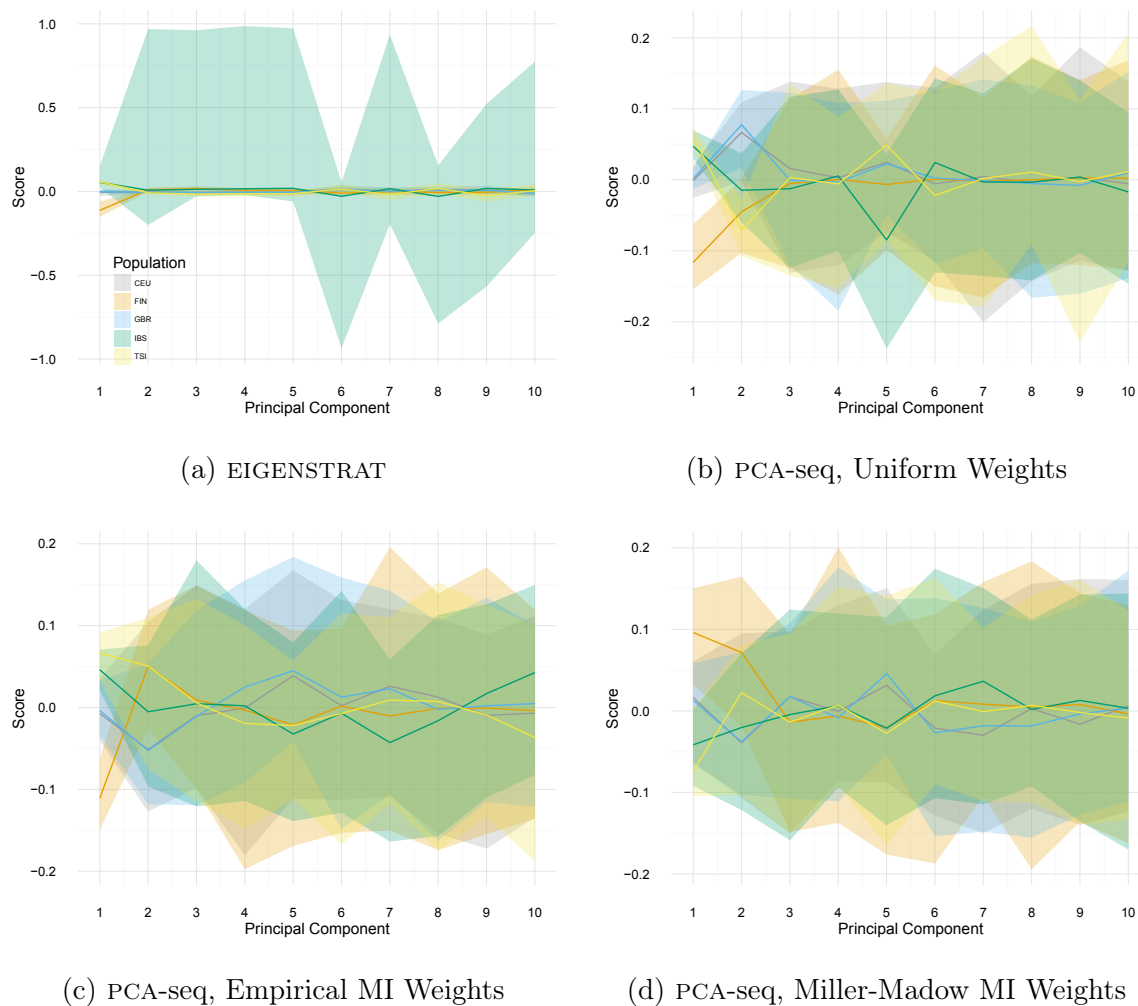 1.0
0.5
0.0
−0.5
−1.0
Score
Population
CEU
FIN
GBR
IBS
TSI
1 2 3 4 5 6 7 8 9 10
Principal Component
(a) EIGENSTRAT
0.2
0.1
0.0
−0.1
−0.2
Score
1 2 3 4 5 6 7 8 9 10
Principal Component
(b) PCA-seq, Uniform Weights
0.2
0.1
0.0
−0.1
−0.2
Score
1 2 3 4 5 6 7 8 9 10
Principal Component
(c) PCA-seq, Empirical MI Weights
0.2
0.1
0.0
−0.1
−0.2
Score
1 2 3 4 5 6 7 8 9 10
Principal Component
(d) PCA-seq, Miller-Madow MI Weights